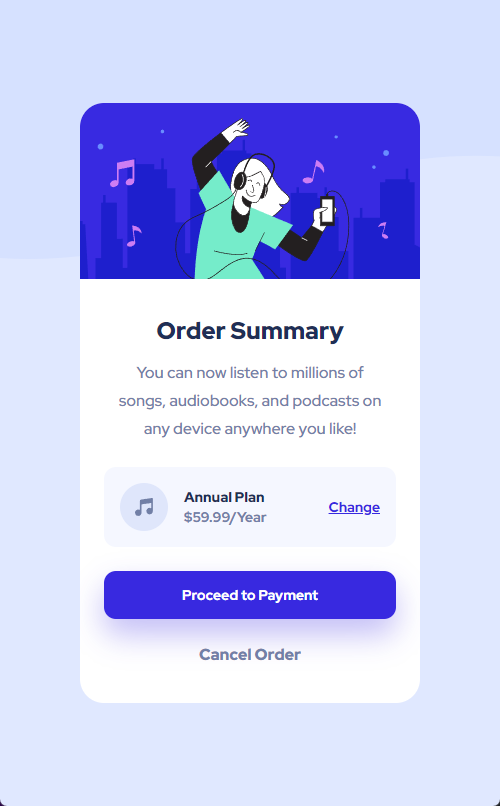 Order Summary
You can now listen to millions of
songs, audiobooks, and podcasts on
any device anywhere you like!
Annual Plan
$59.99/Year
Change
Proceed to Payment
Cancel Order